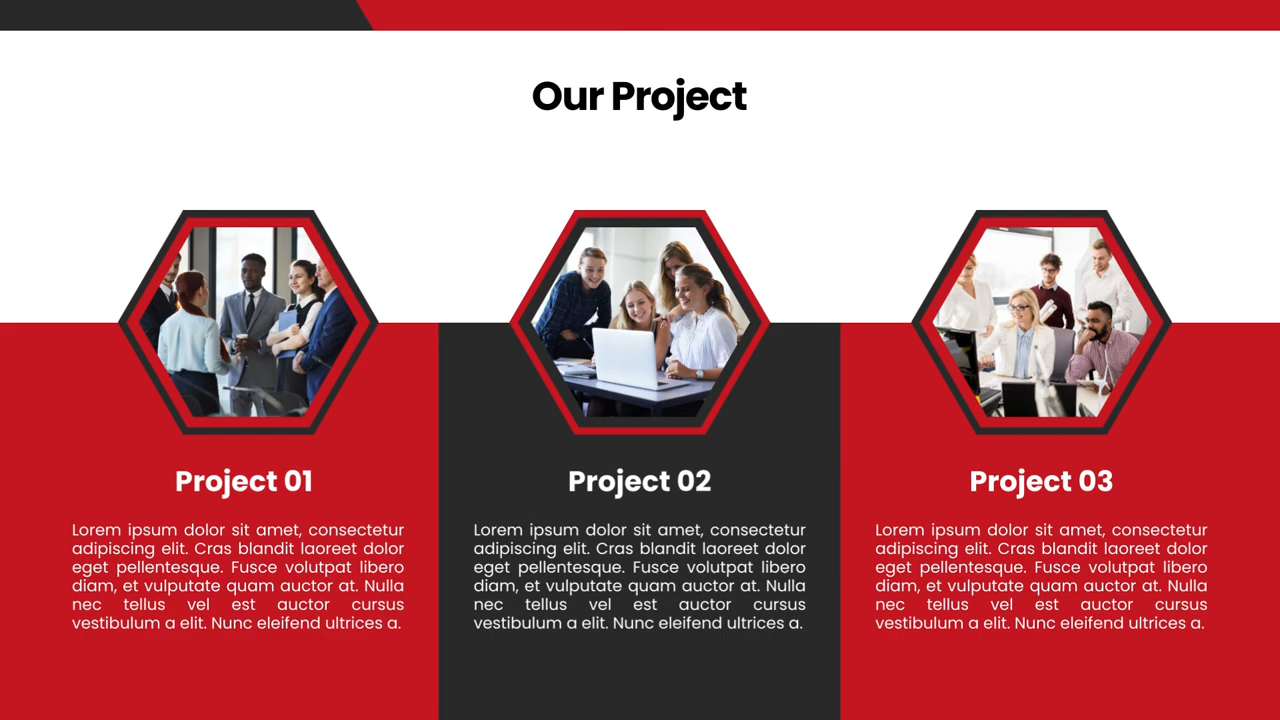 Our Project
Project 01
Lorem ipsum dolor sit amet, consectetur
adipiscing elit. Cras blandit laoreet dolor
eget pellentesque. Fusce volutpat libero
diam, et vulputate quam auctor at. Nulla
nec tellus vel est auctor cursus
vestibulum a elit. Nunc eleifend ultrices a.
Project 02
Lorem ipsum dolor sit amet, consectetur
adipiscing elit. Cras blandit laoreet dolor
eget pellentesque. Fusce volutpat libero
diam, et vulputate quam auctor at. Nulla
nec tellus vel est auctor cursus
vestibulum a elit. Nunc eleifend ultrices a.
Project 03
Lorem ipsum dolor sit amet, consectetur
adipiscing elit. Cras blandit laoreet dolor
eget pellentesque. Fusce volutpat libero
diam, et vulputate quam auctor at. Nulla
nec tellus vel est auctor cursus
vestibulum a elit. Nunc eleifend ultrices a.